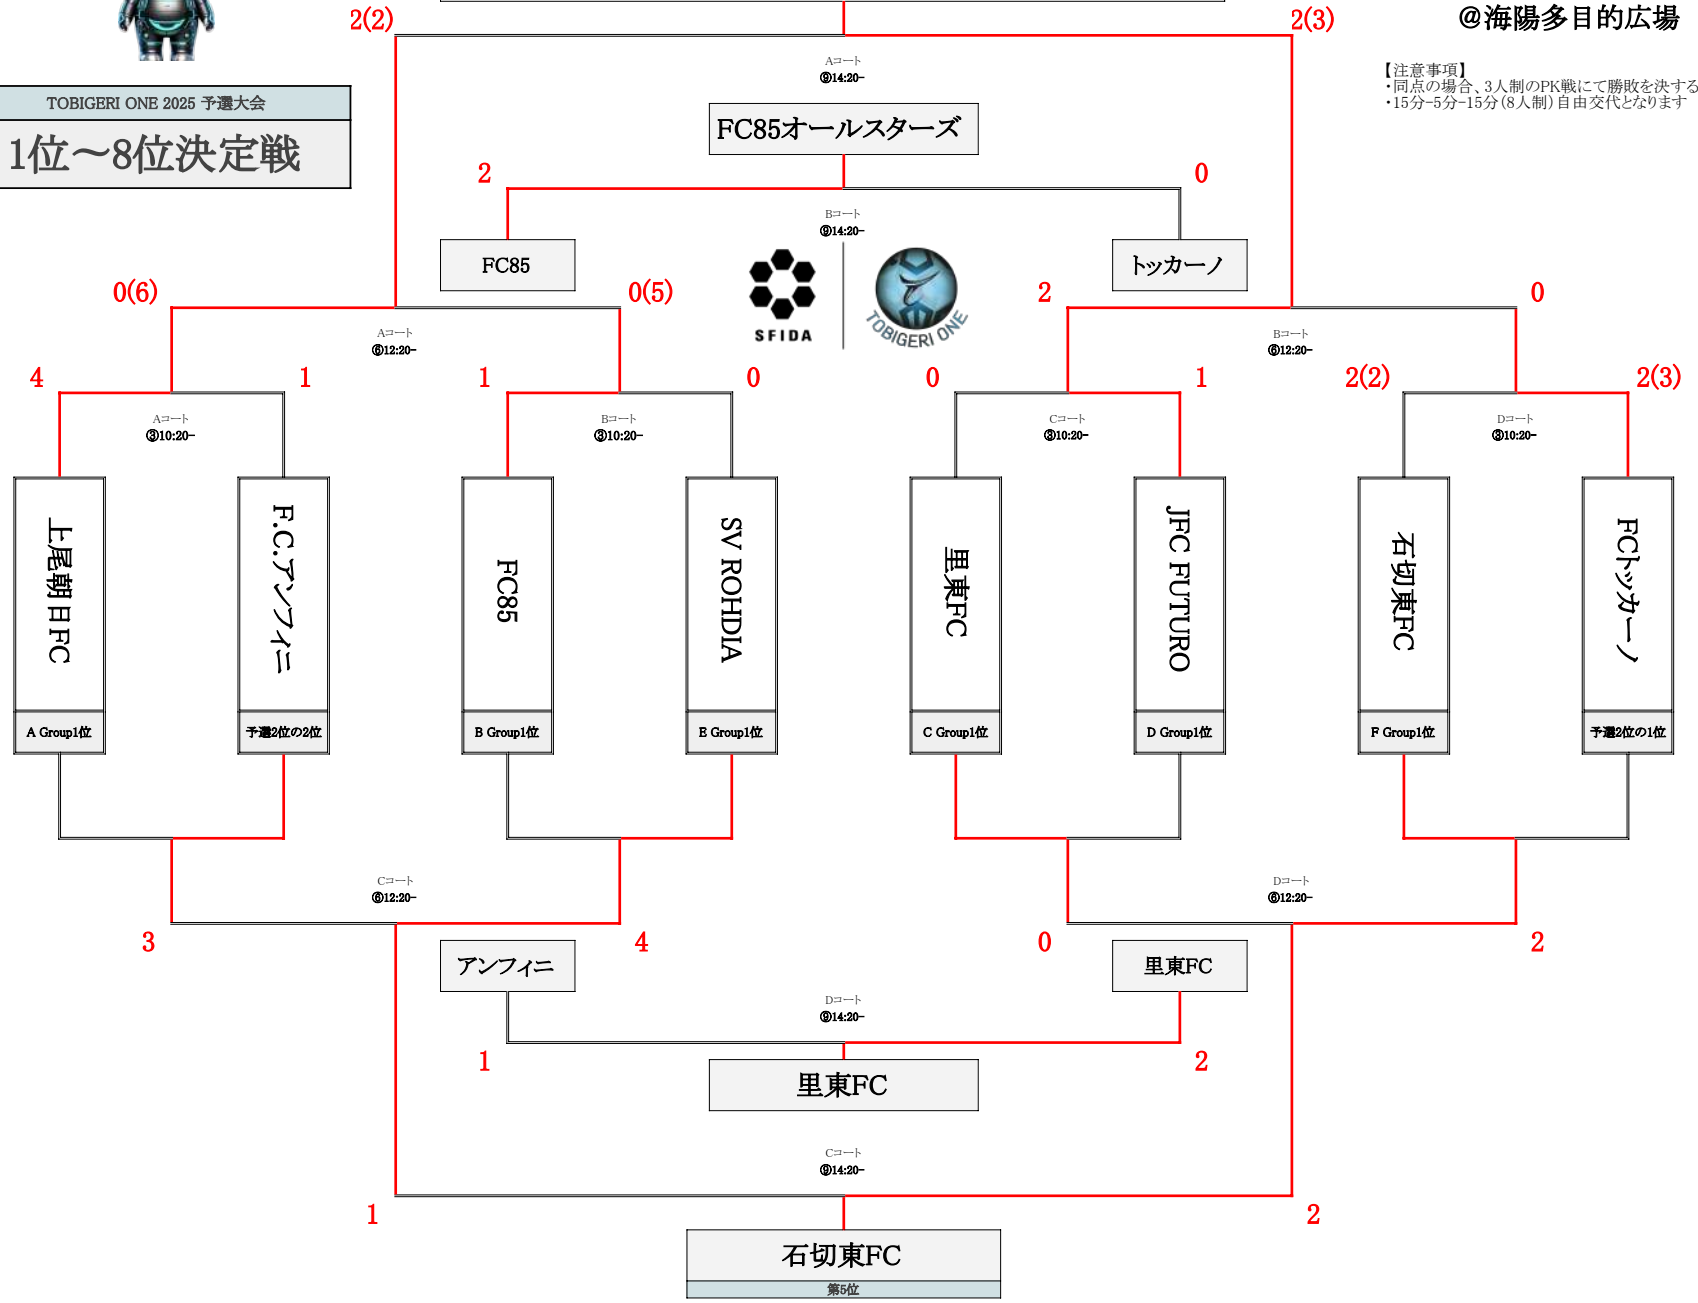 2(2)
2(3)
@海陽多目的広場
Aコート
⑨14:20-
【注意事項】
・同点の場合、3人制のPK戦にて勝敗を決する
・15分-5分-15分(8人制)自由交代となります
TOBIGERI ONE 2025 予選大会
1位～8位決定戦
FC85オールスターズ
2
0
Bコート
⑨14:20-
FC85
トッカーノ
SFIDA
TOBIGERI ONE
0(6)
0(5)
2
0
Aコート
⑥12:20-
Bコート
⑥12:20-
4
1
1
0
0
1
2(2)
2(3)
Aコート
③10:20-
Bコート
③10:20-
Cコート
③10:20-
Dコート
③10:20-
上尾朝日FC
F.C.アンフィニ
FC85
SV ROHDIA
里東FC
JFC FUTURO
石切東FC
FCトッカーノ
A Group1位
予選2位の2位
B Group1位
E Group1位
C Group1位
D Group1位
F Group1位
予選2位の1位
Cコート
⑥12:20-
Dコート
⑥12:20-
3
4
0
2
アンフィニ
里東FC
Dコート
⑨14:20-
1
2
里東FC
Cコート
⑨14:20-
1
2
石切東FC
第5位